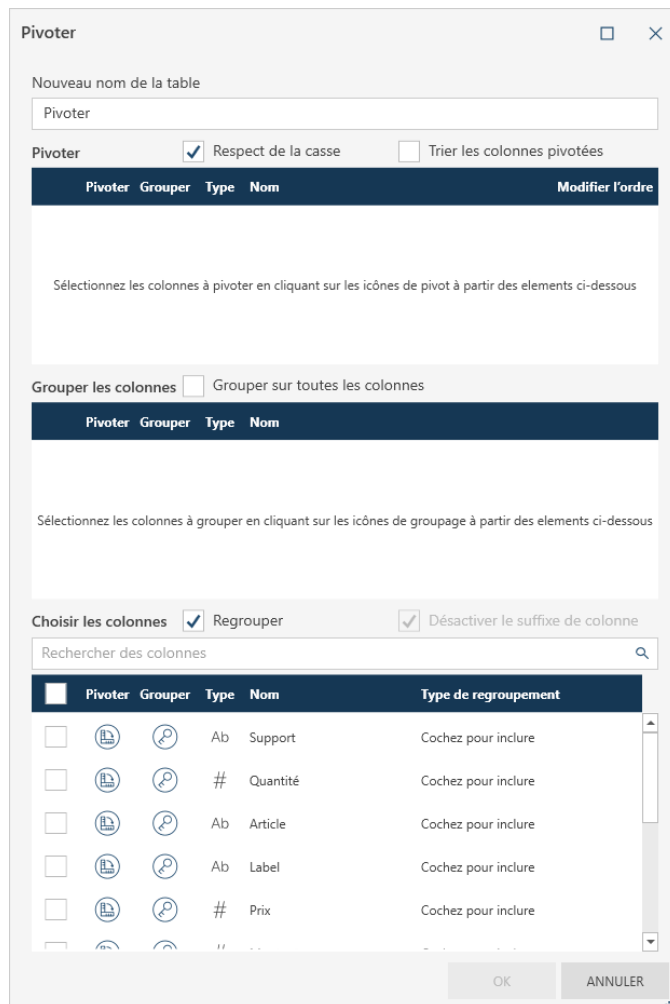 Pivoter
Nouveau nom de la table
Pivoter
Pivoter Respect de la casse Trier les colonnes pivotées
Pivoter Grouper Type Nom Modifier l'ordre
Sélectionnez les colonnes à pivoter en cliquant sur les icônes de pivot à partir des elements ci-dessous
Grouper les colonnes Grouper sur toutes les colonnes
Pivoter Grouper Type Nom
Sélectionnez les colonnes à grouper en cliquant sur les icônes de groupage à partir des elements ci-dessous
Choisir les colonnes Regrouper Désactiver le suffixe de colonne
Rechercher des colonnes
Pivoter Grouper Type Nom Type de regroupement
Ab Support Cochez pour inclure
# Quantité Cochez pour inclure
Ab Article Cochez pour inclure
Ab Label Cochez pour inclure
# Prix Cochez pour inclure
OK ANNULER